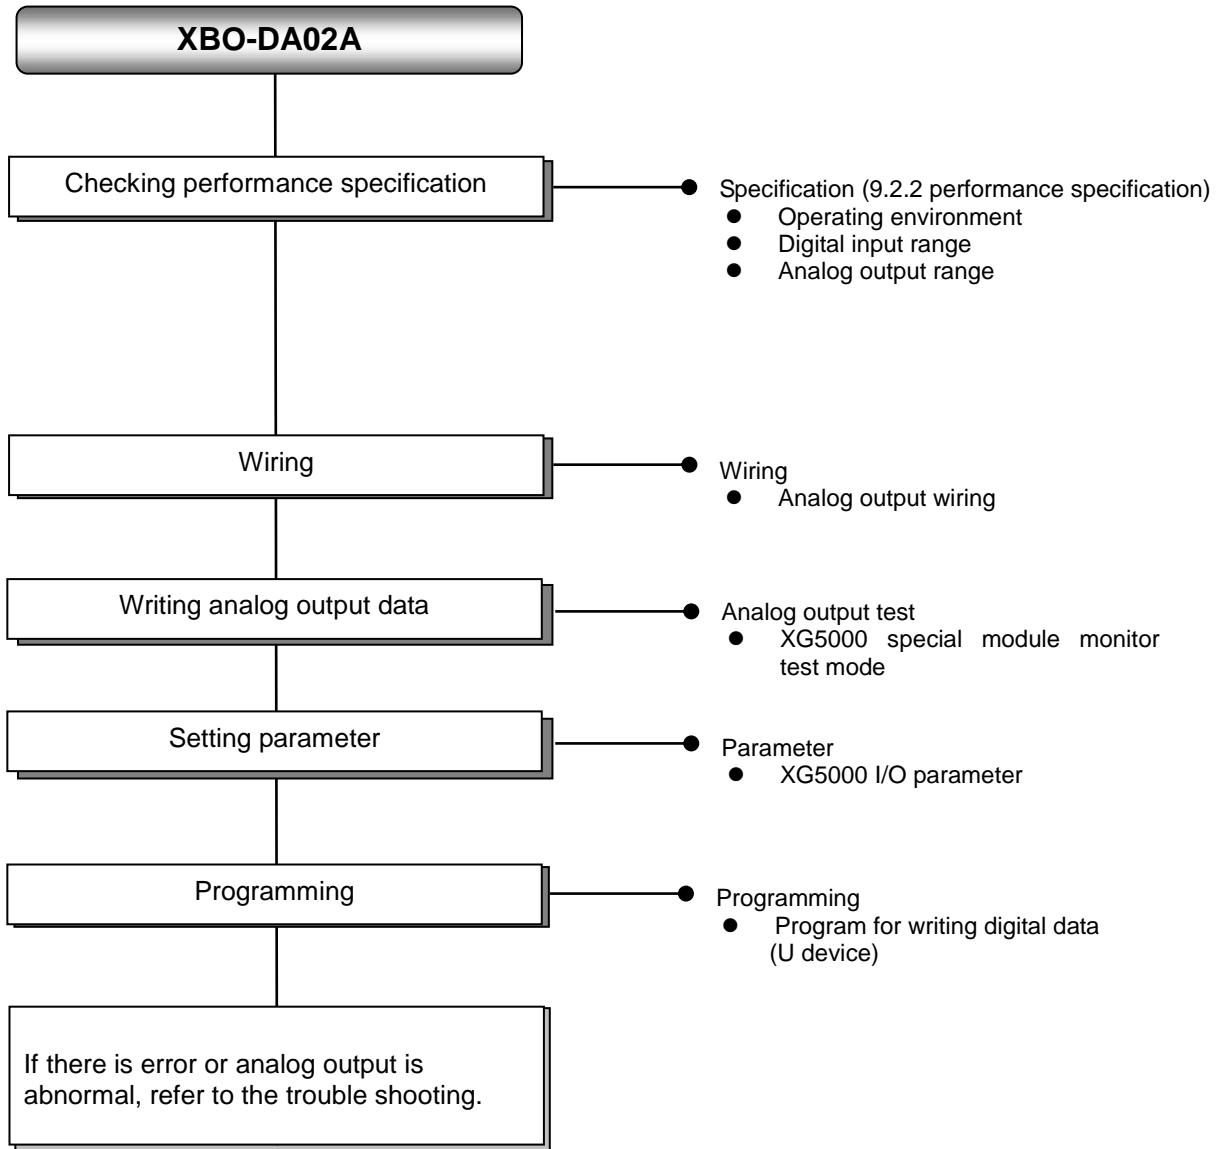 XBO-DA02A
Checking performance specification
Specification (9.2.2 performance specification)
● Operating environment
● Digital input range
● Analog output range
Wiring
Wiring
● Analog output wiring
Writing analog output data
Analog output test
● XG5000 special module monitor
test mode
Setting parameter
Parameter
● XG5000 I/O parameter
Programming
Programming
● Program for writing digital data
(U device)
If there is error or analog output is
abnormal, refer to the trouble shooting.